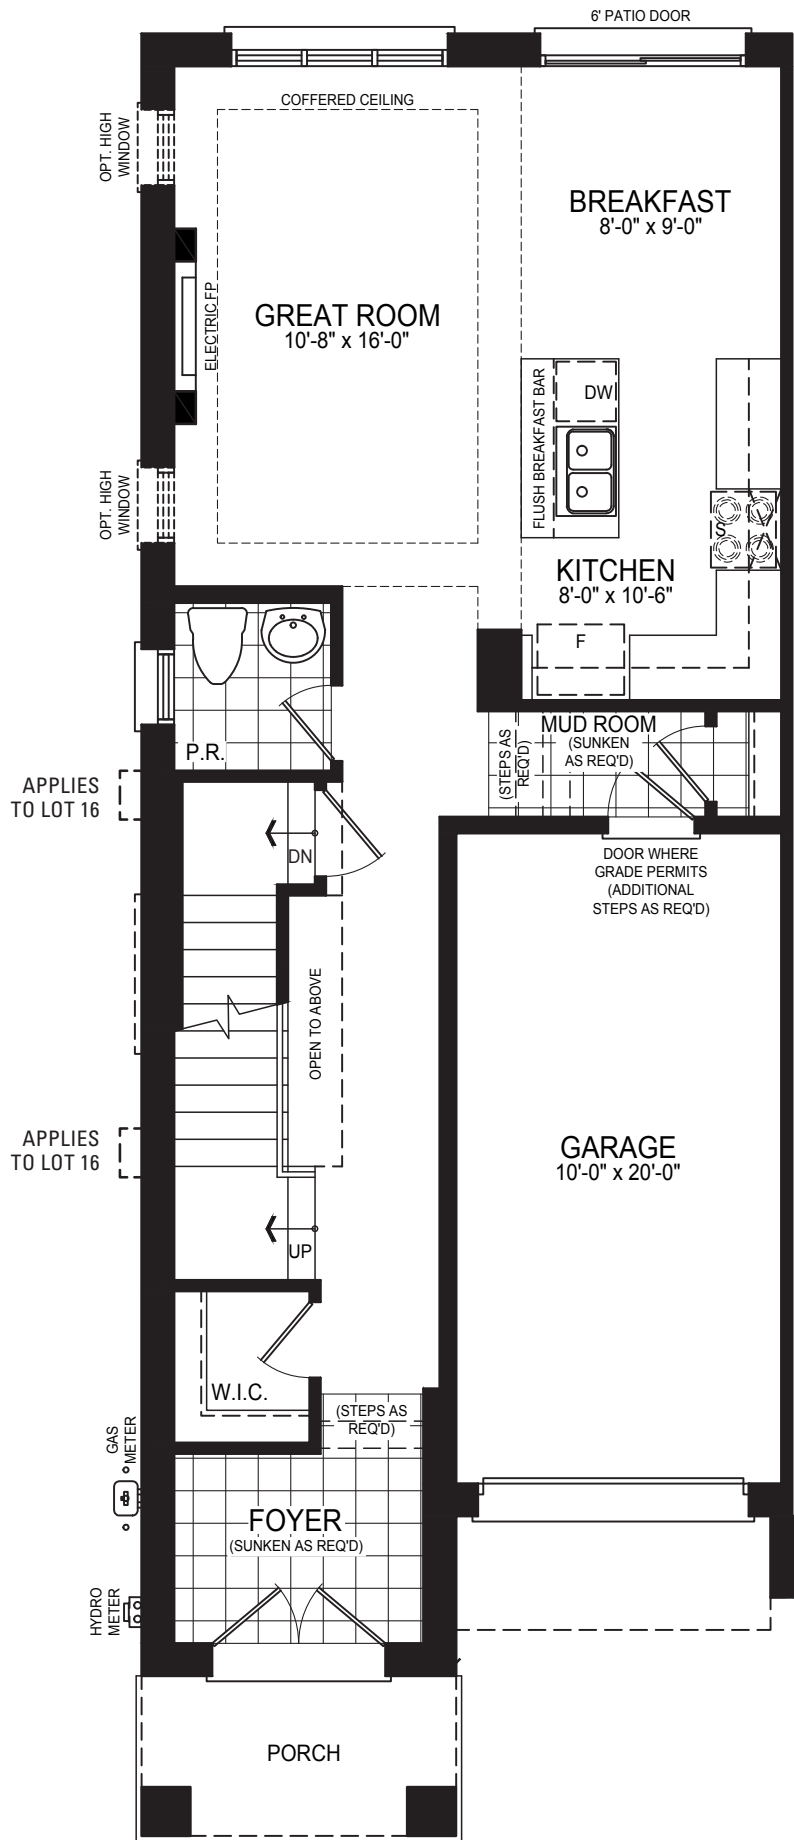 6' PATIO DOOR
COFFERED CEILING
OPT. HIGH
WINDOW
BREAKFAST
8'-0" x 9'-0"
GREAT ROOM
10'-8" x 16'-0"
ELECTRIC FP
FLUSH BREAKFAST BAR
DW
OPT. HIGH
WINDOW
S
KITCHEN
8'-0" x 10'-6"
F
P.R.
MUD ROOM
(SUNKEN
AS REQ'D)
(STEPS AS
REQ'D)
APPLIES
TO LOT 16
DN
DOOR WHERE
GRADE PERMITS
(ADDITIONAL
STEPS AS REQ'D)
OPEN TO ABOVE
APPLIES
TO LOT 16
GARAGE
10'-0" x 20'-0"
UP
W.I.C.
(STEPS AS
REQ'D)
GAS
METER
FOYER
(SUNKEN AS REQ'D)
HYDRO
METER
PORCH